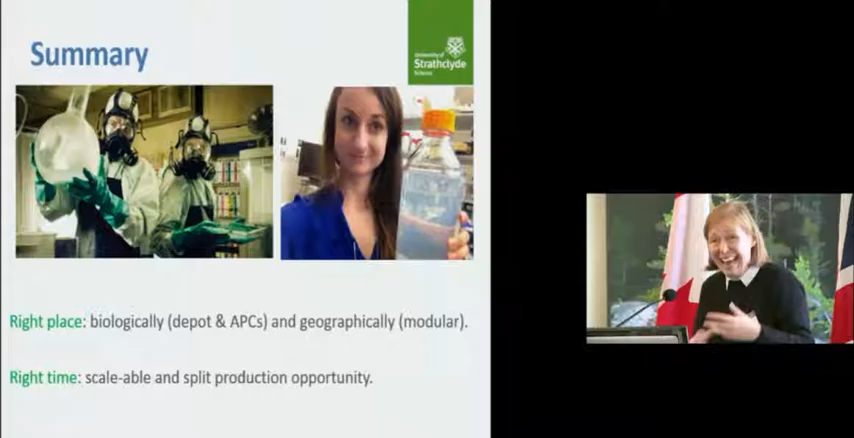 Summary
University of
Strathclyde
Science
Right place: biologically (depot & APCs) and geographically (modular).
Right time: scale-able and split production opportunity.